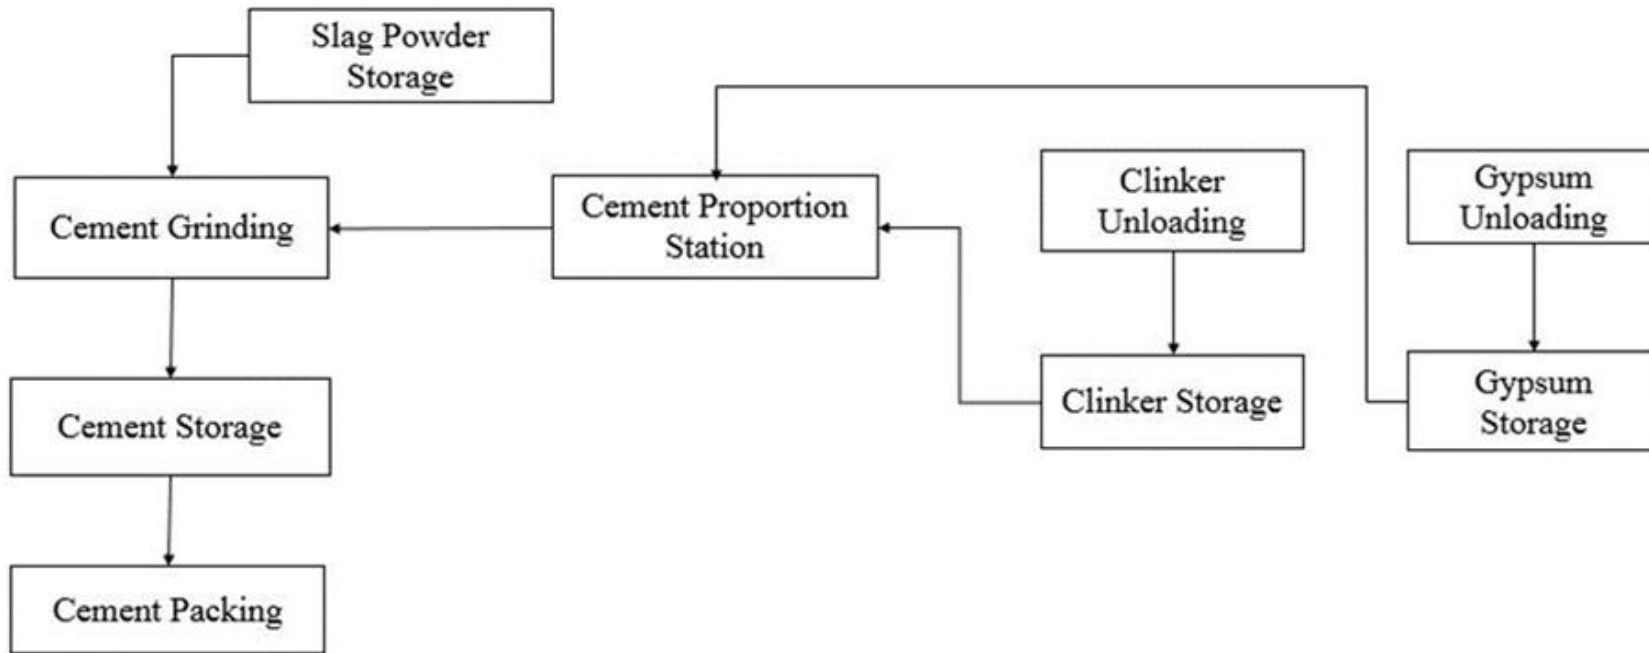 Slag Powder
Storage
Cement Grinding
Cement Proportion
Station
Clinker
Unloading
Gypsum
Unloading
Cement Storage
Clinker Storage
Gypsum
Storage
Cement Packing